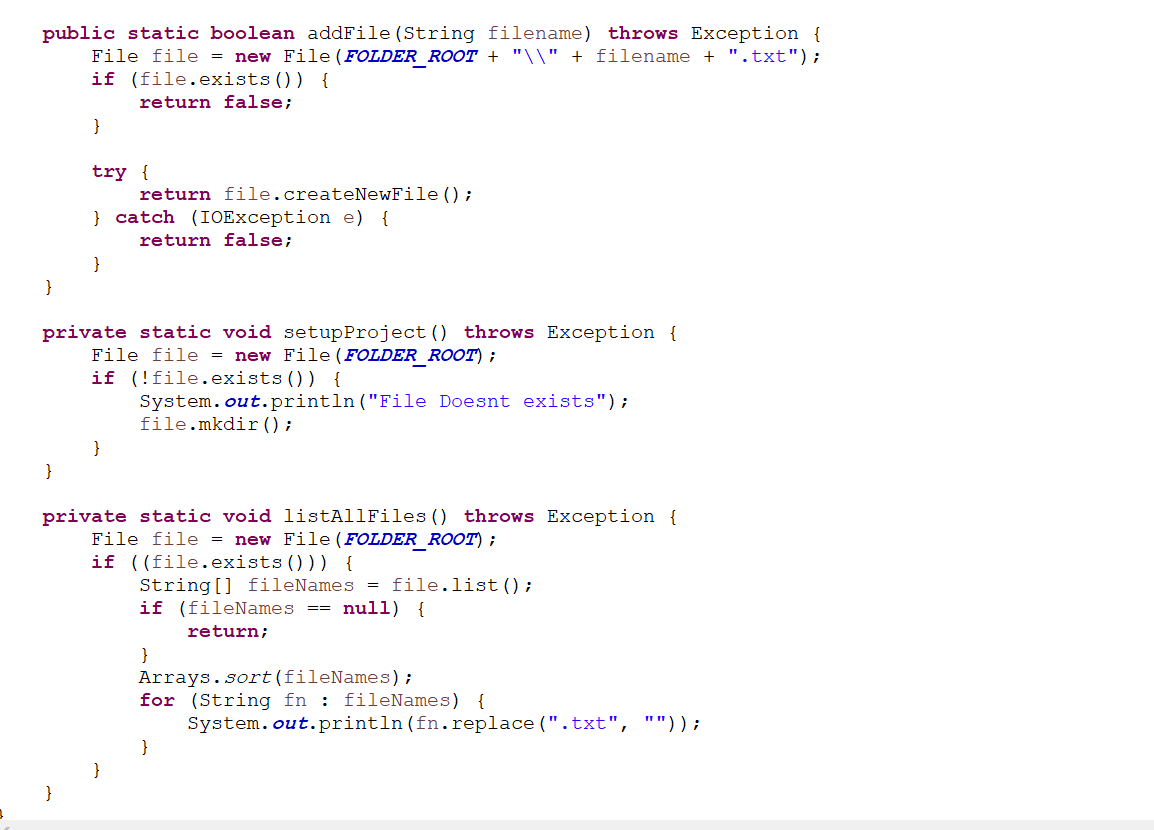 public static boolean addFile(String filename) throws Exception {
File file = new File(FOLDER_ROOT + "\\" + filename + ".txt");
if (file.exists()) {
return false;
}
try {
return file.createNewFile();
} catch (IOException e) {
return false;
}
}
private static void setupProject() throws Exception {
File file = new File(FOLDER_ROOT);
if (!file.exists()) {
System.out.println("File Doesnt exists");
file.mkdir();
}
}
private static void listAllFiles() throws Exception {
File file = new File(FOLDER_ROOT);
if ((file.exists())) {
String[] fileNames = file.list();
if (fileNames == null) {
return;
}
Arrays.sort(fileNames);
for (String fn : fileNames) {
System.out.println(fn.replace(".txt", ""));
}
}
}
}